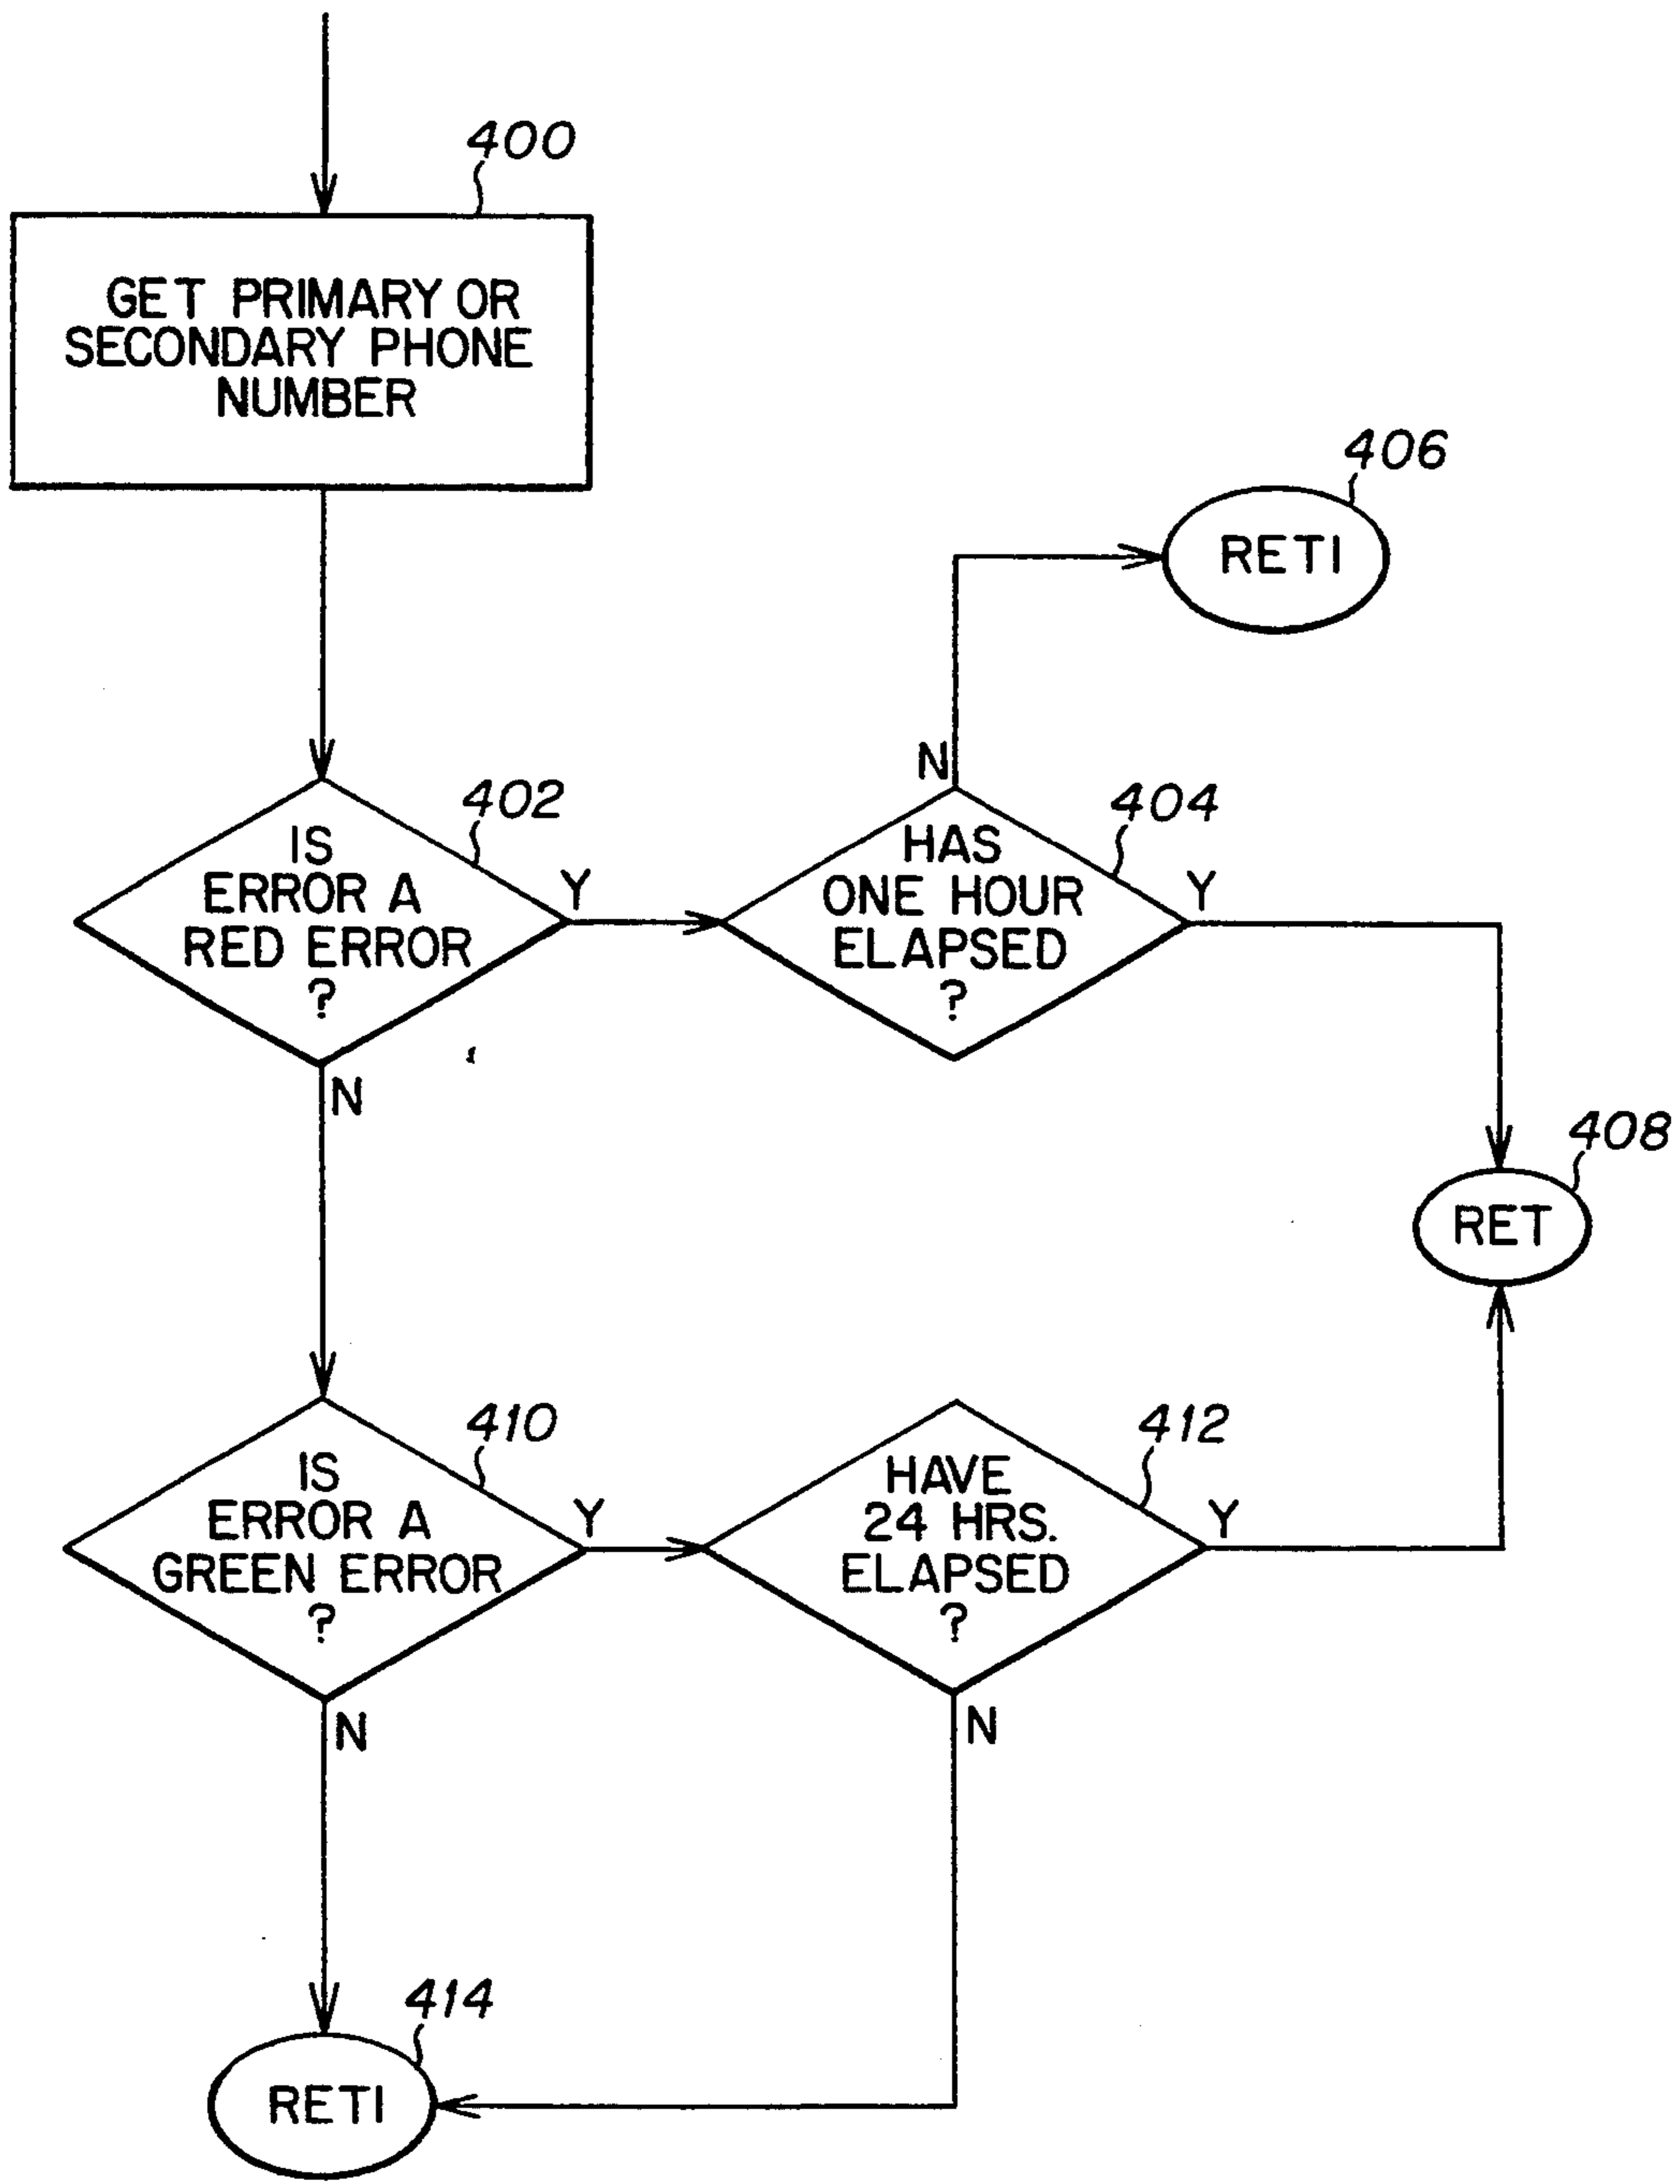 400
GET PRIMARY OR
SECONDARY PHONE
NUMBER
406
RETI
402
IS
ERROR A
RED ERROR
?
Y
N
N
404
HAS
ONE HOUR
ELAPSED
?
Y
408
RET
410
IS
ERROR A
GREEN ERROR
?
Y
N
412
HAVE
24 HRS.
ELAPSED
?
Y
N
414
RETI